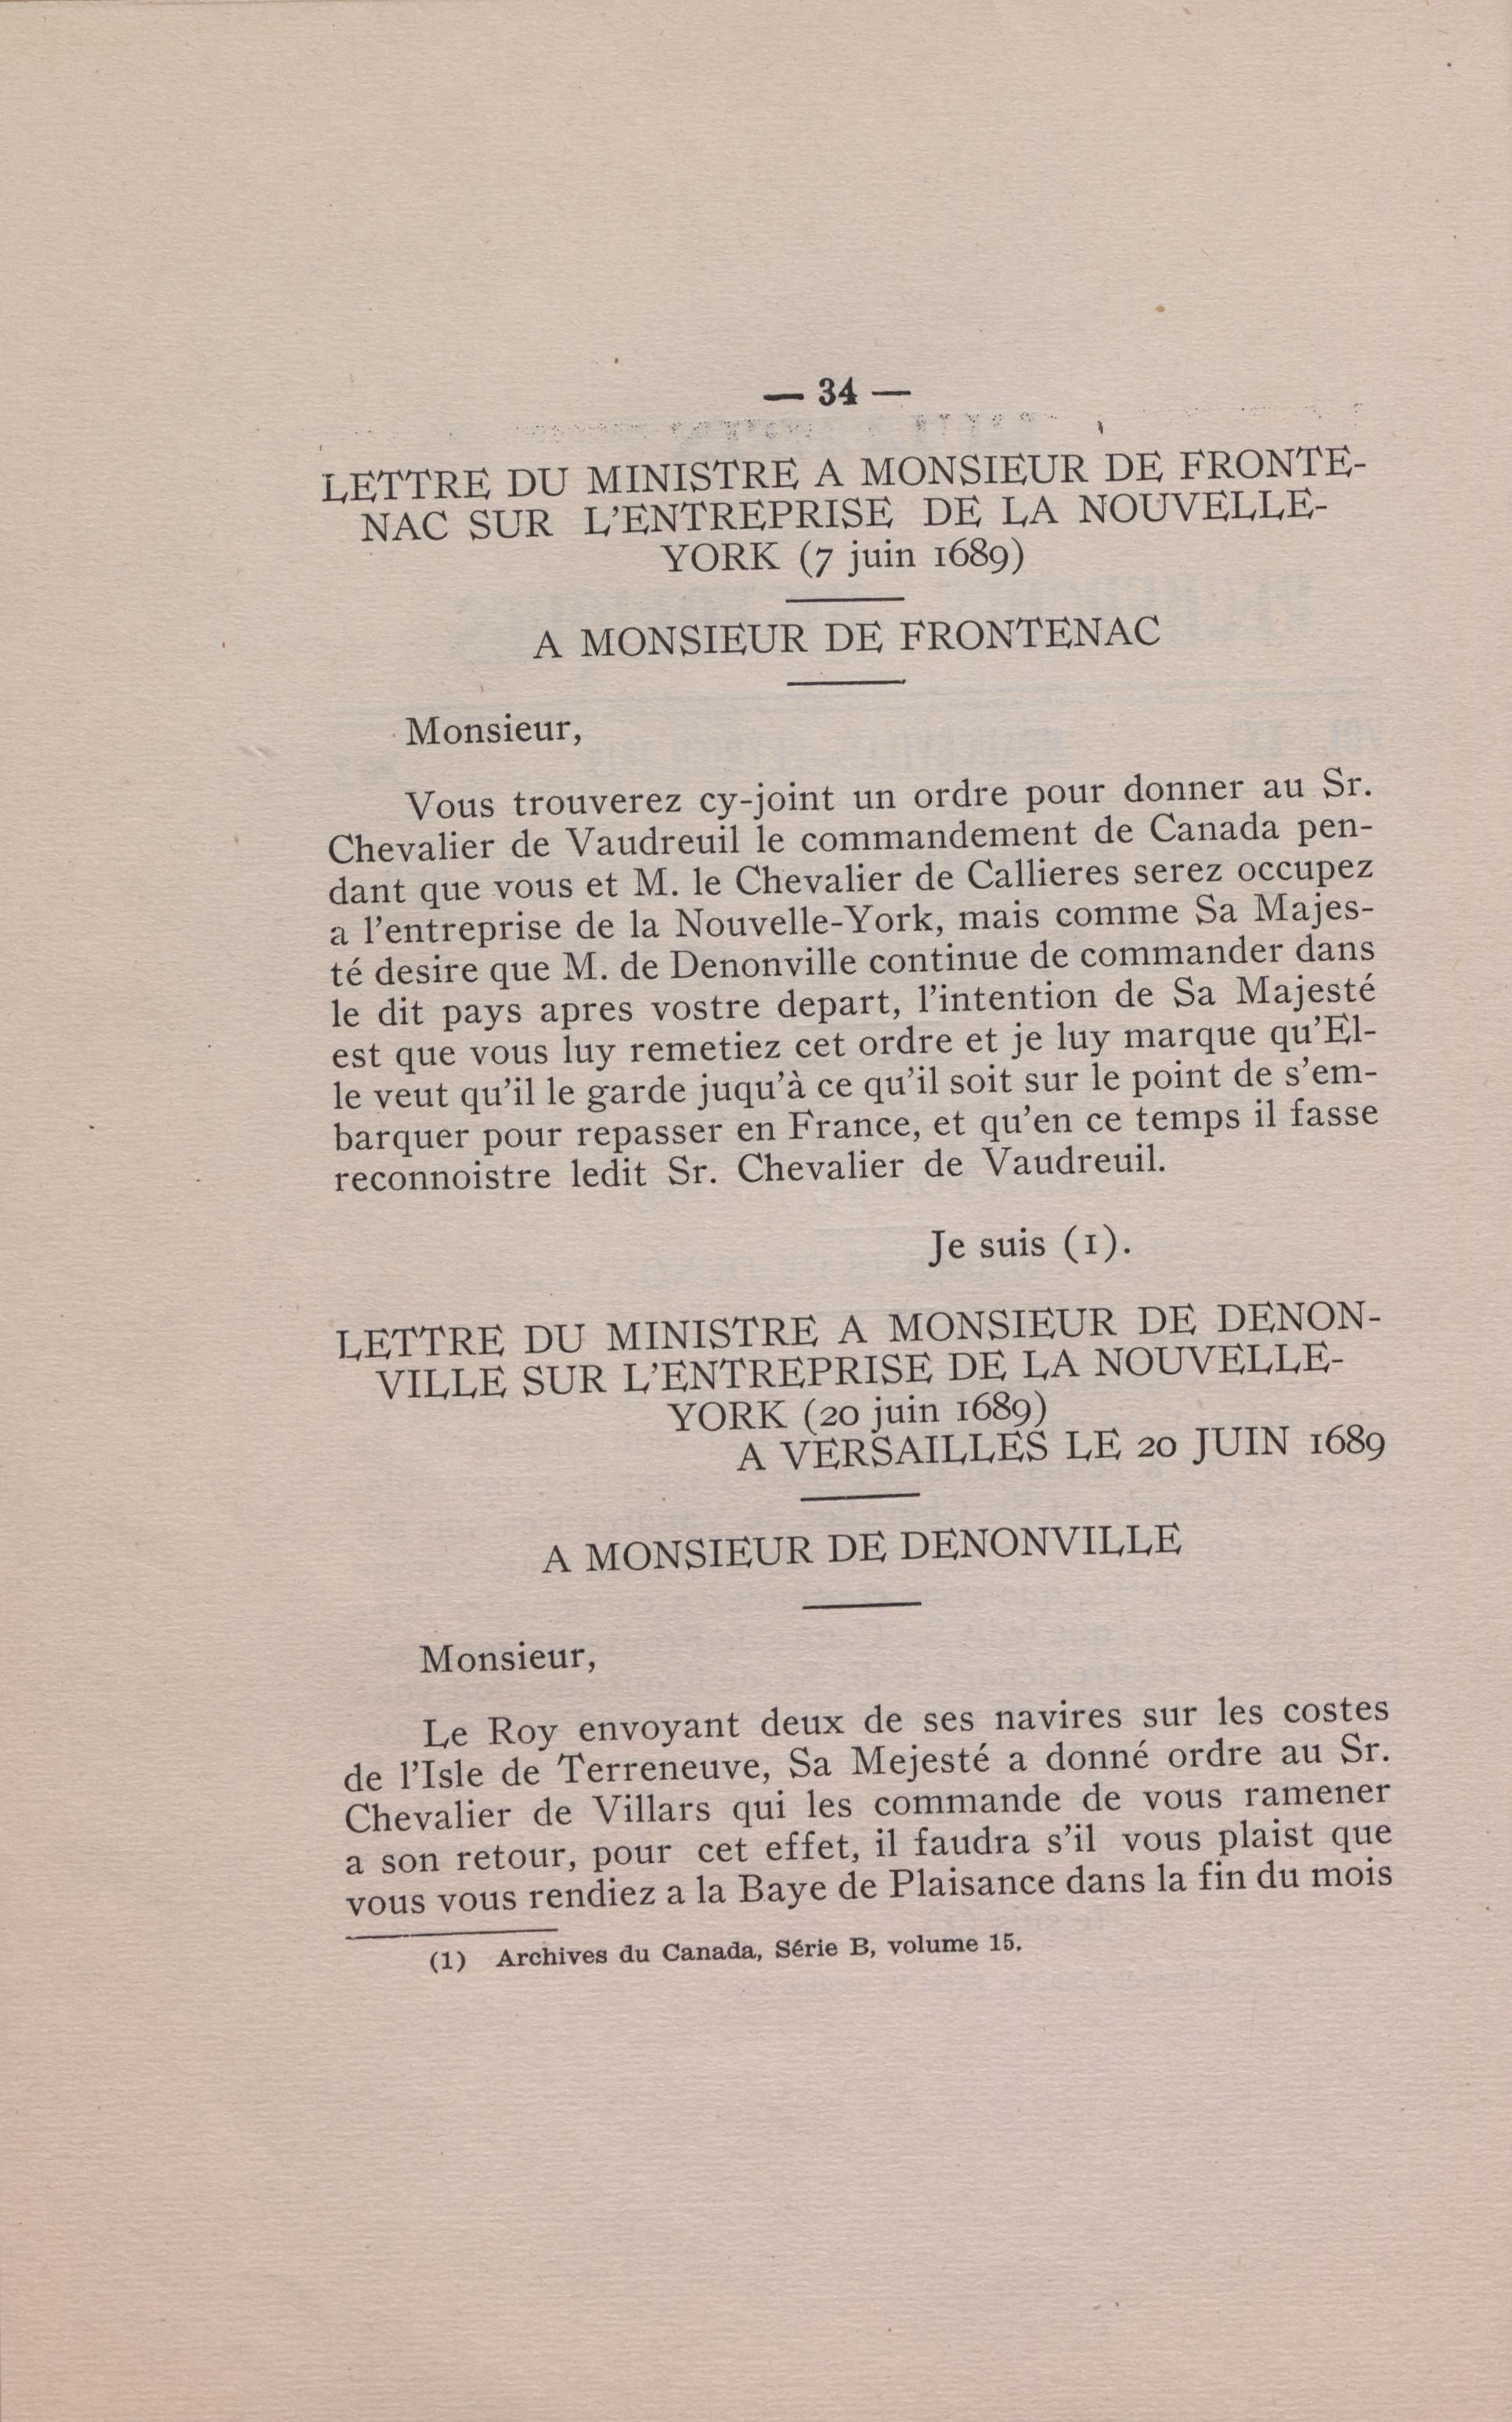 — 34 —
LETTRE DU MINISTRE A MONSIEUR DE FRONTE-
NAC SUR L'ENTREPRISE DE LA NOUVELLE-
YORK (7 juin 1689)
A MONSIEUR DE FRONTENAC
Monsieur,
Vous trouverez cy-joint un ordre pour donner au Sr.
Chevalier de Vaudreuil le commandement de Canada pen-
dant que vous et M. le Chevalier de Callieres serez occupez
a l'entreprise de la Nouvelle-York, mais comme Sa Majes-
té desire que M. de Denonville continue de commander dans
le dit pays apres vostre depart, l'intention de Sa Majesté
est que vous luy remetiez cet ordre et je luy marque qu'El-
le veut qu'il le garde juqu'à ce qu'il soit sur le point de s'em-
barquer pour repasser en France, et qu'en ce temps il fasse
reconnoistre ledit Sr. Chevalier de Vaudreuil.
Je suis (1).
LETTRE DU MINISTRE A MONSIEUR DE DENON-
VILLE SUR L'ENTREPRISE DE LA NOUVELLE-
YORK (20 juin 1689)
A VERSAILLES LE 20 JUIN 1689
A MONSIEUR DE DENONVILLE
Monsieur,
Le Roy envoyant deux de ses navires sur les costes
de l'Isle de Terreneuve, Sa Mejesté a donné ordre au Sr.
Chevalier de Villars qui les commande de vous ramener
a son retour, pour cet effet, il faudra s'il vous plaist que
vous vous rendiez a la Baye de Plaisance dans la fin du mois
(1) Archives du Canada, Série B, volume 15.